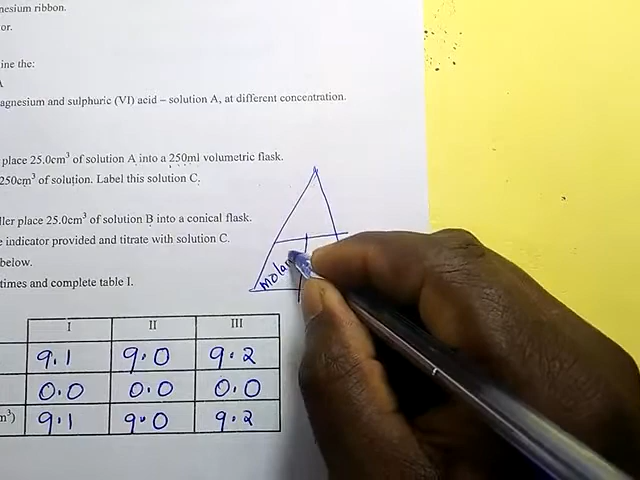 nesium ribbon.
or.
ine the:
A
agnesium and sulphuric (VI) acid – solution A, at different concentration.
place 25.0cm³ of solution A into a 250ml volumetric flask.
250cm³ of solution. Label this solution C.
ller place 25.0cm³ of solution B into a conical flask.
e indicator provided and titrate with solution C.
below.
times and complete table I.
molar
I II III
9.1 9.0 9.2
0.0 0.0 0.0
m³) 9.1 9.0 9.2